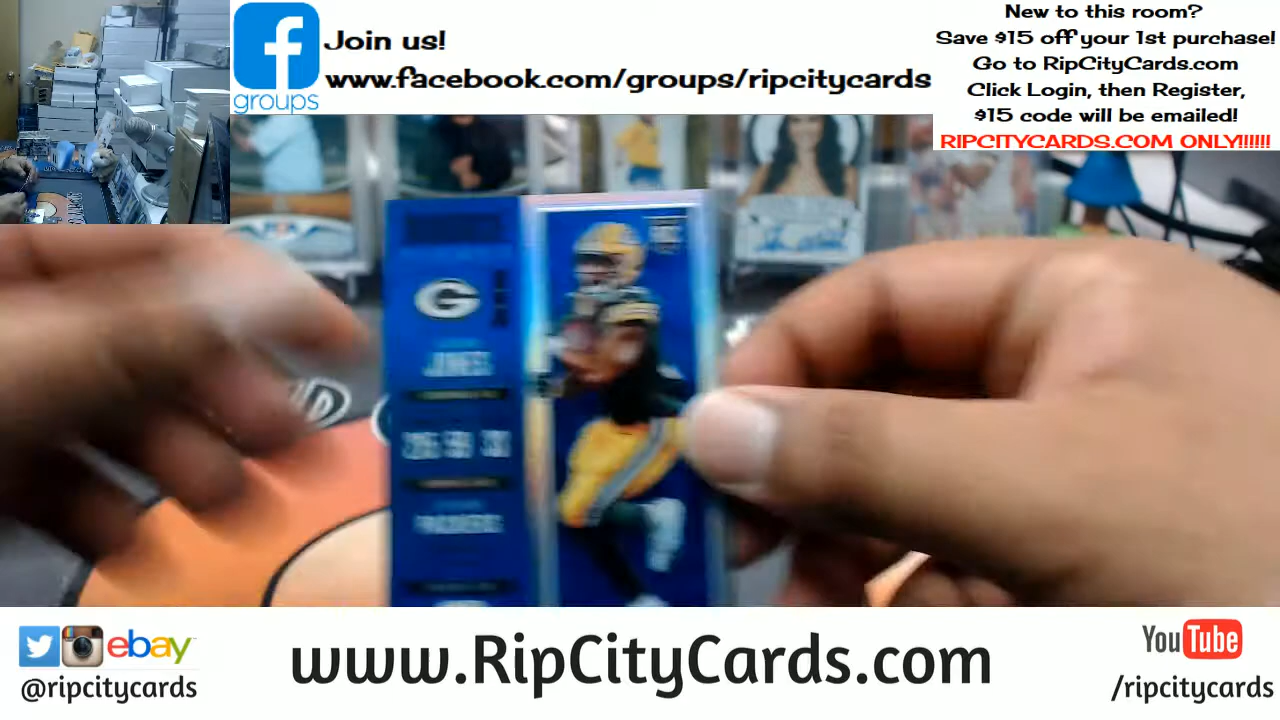 Join us!
www.facebook.com/groups/ripcitycards
groups
New to this room?
Save $15 off your 1st purchase!
Go to RipCityCards.com
Click Login, then Register,
$15 code will be emailed!
RIPCITYCARDS.COM ONLY!!!!!!
G
JONES
PACKERS
ebay
@ripcitycards
www.RipCityCards.com
YouTube
/ripcitycards